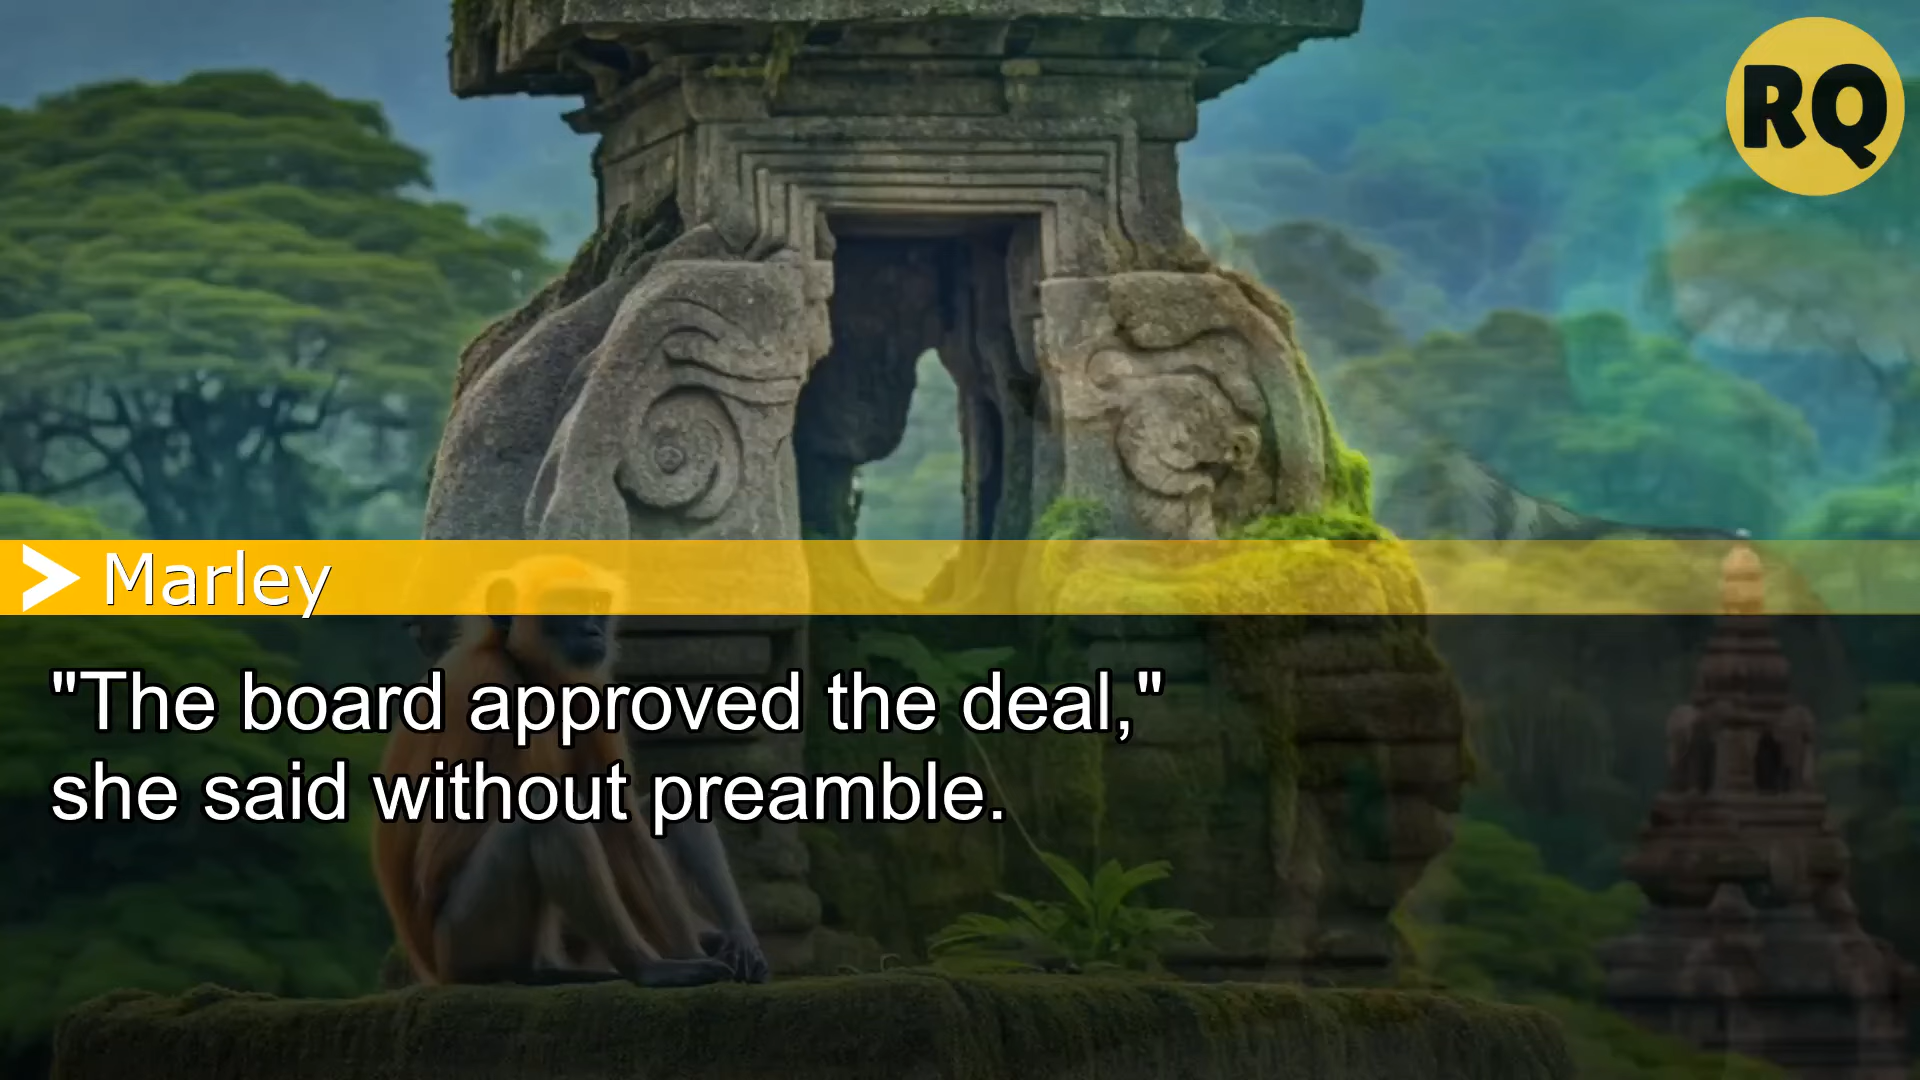 RQ
Marley
"The board approved the deal,"
she said without preamble.